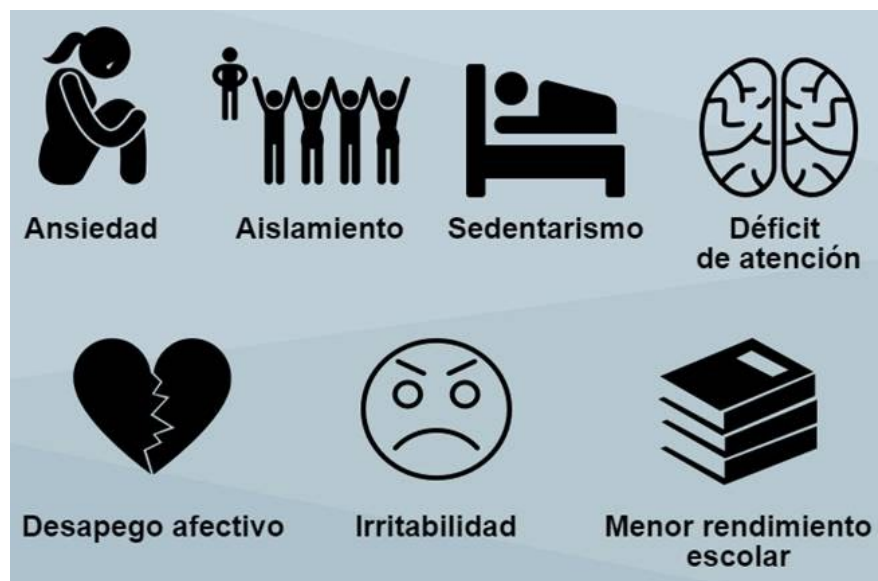 Ansiedad
Aislamiento
Sedentarismo
Déficit
de atención
Desapego afectivo
Irritabilidad
Menor rendimiento
escolar